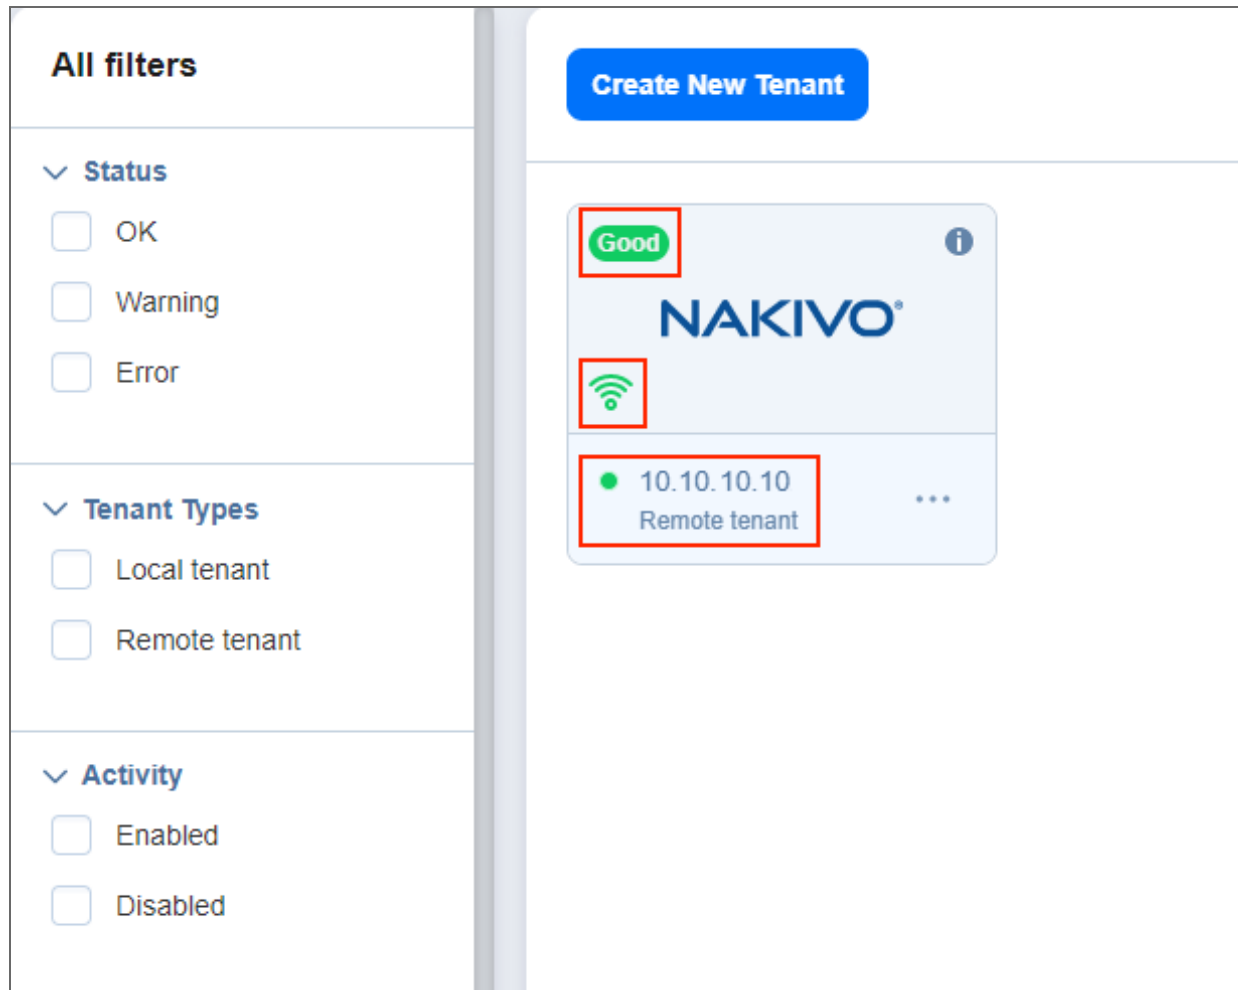 All filters
Status
OK
Warning
Error
Tenant Types
Local tenant
Remote tenant
Activity
Enabled
Disabled
Create New Tenant
Good
NAKIVO®
10.10.10.10
Remote tenant